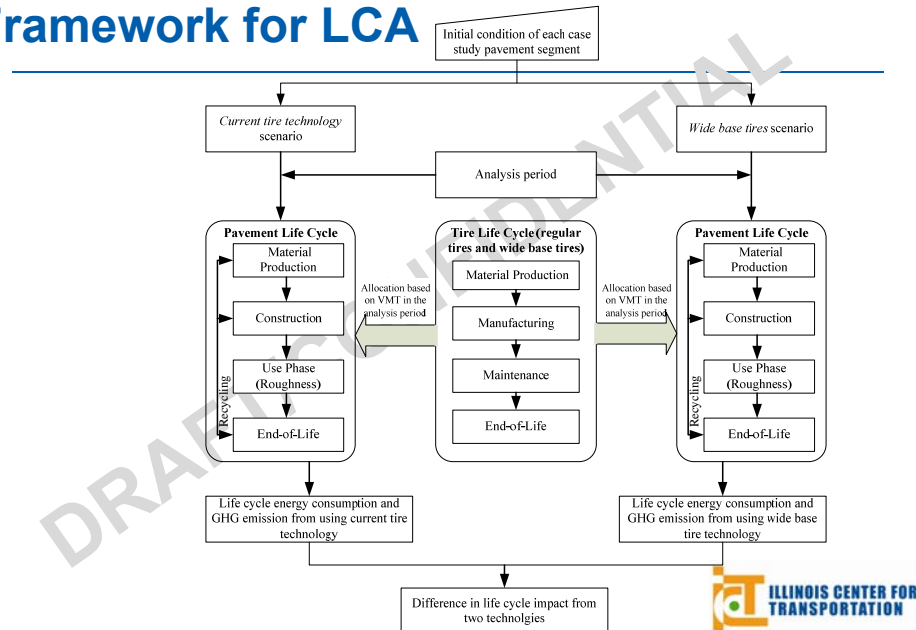 Framework for LCA
Initial condition of each case
study pavement segment
Current tire technology
scenario
Wide base tires scenario
Analysis period
Pavement Life Cycle
Material
Production
Construction
Use Phase
(Roughness)
End-of-Life
Recycling
Allocation based
on VMT in the
analysis period
Tire Life Cycle (regular
tires and wide base tires)
Material Production
Manufacturing
Maintenance
End-of-Life
Allocation based
on VMT in the
analysis period
Pavement Life Cycle
Material
Production
Construction
Use Phase
(Roughness)
End-of-Life
Recycling
Life cycle energy consumption and
GHG emission from using current tire
technology
Life cycle energy consumption and
GHG emission from using wide base
tire technology
Difference in life cycle impact from
two technolgies
DRAFT/CONFIDENTIAL
ILLINOIS CENTER FOR
TRANSPORTATION